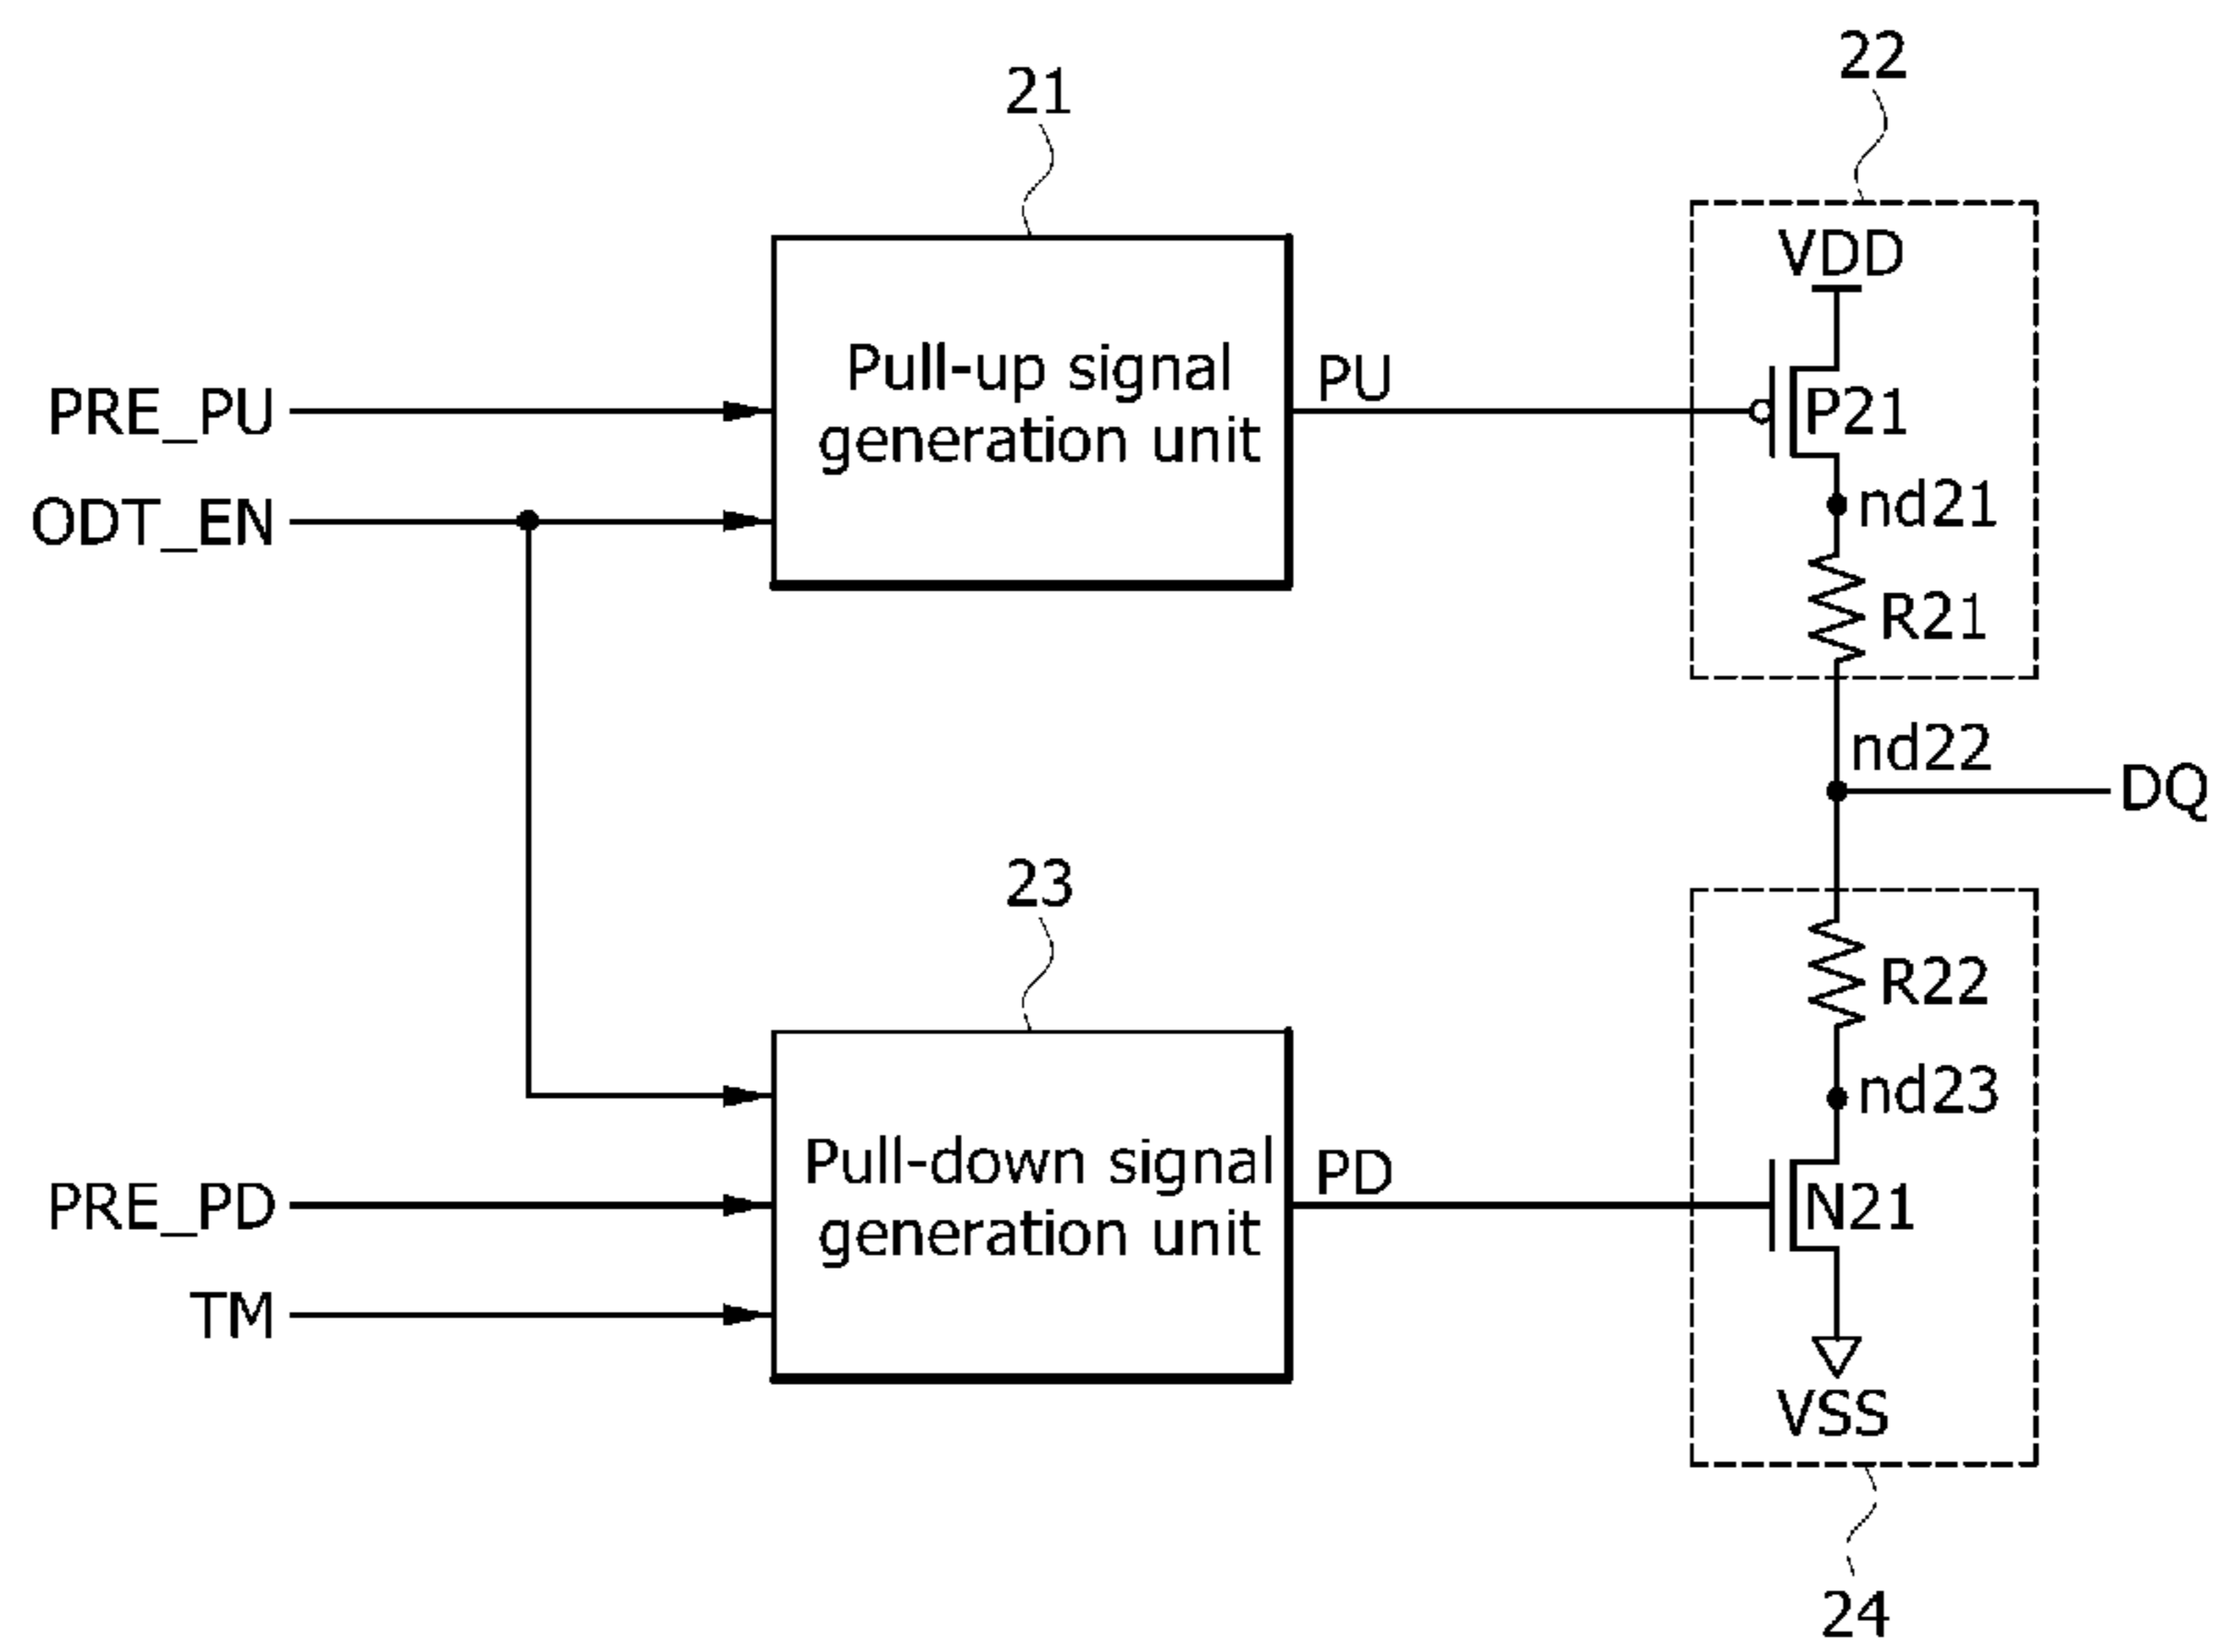 22
21
VDD
Pull-up signal
generation unit
PU
PRE_PU
P21
ODT_EN
nd21
R21
nd22
DQ
23
R22
nd23
Pull-down signal
generation unit
PD
PRE_PD
N21
TM
VSS
24